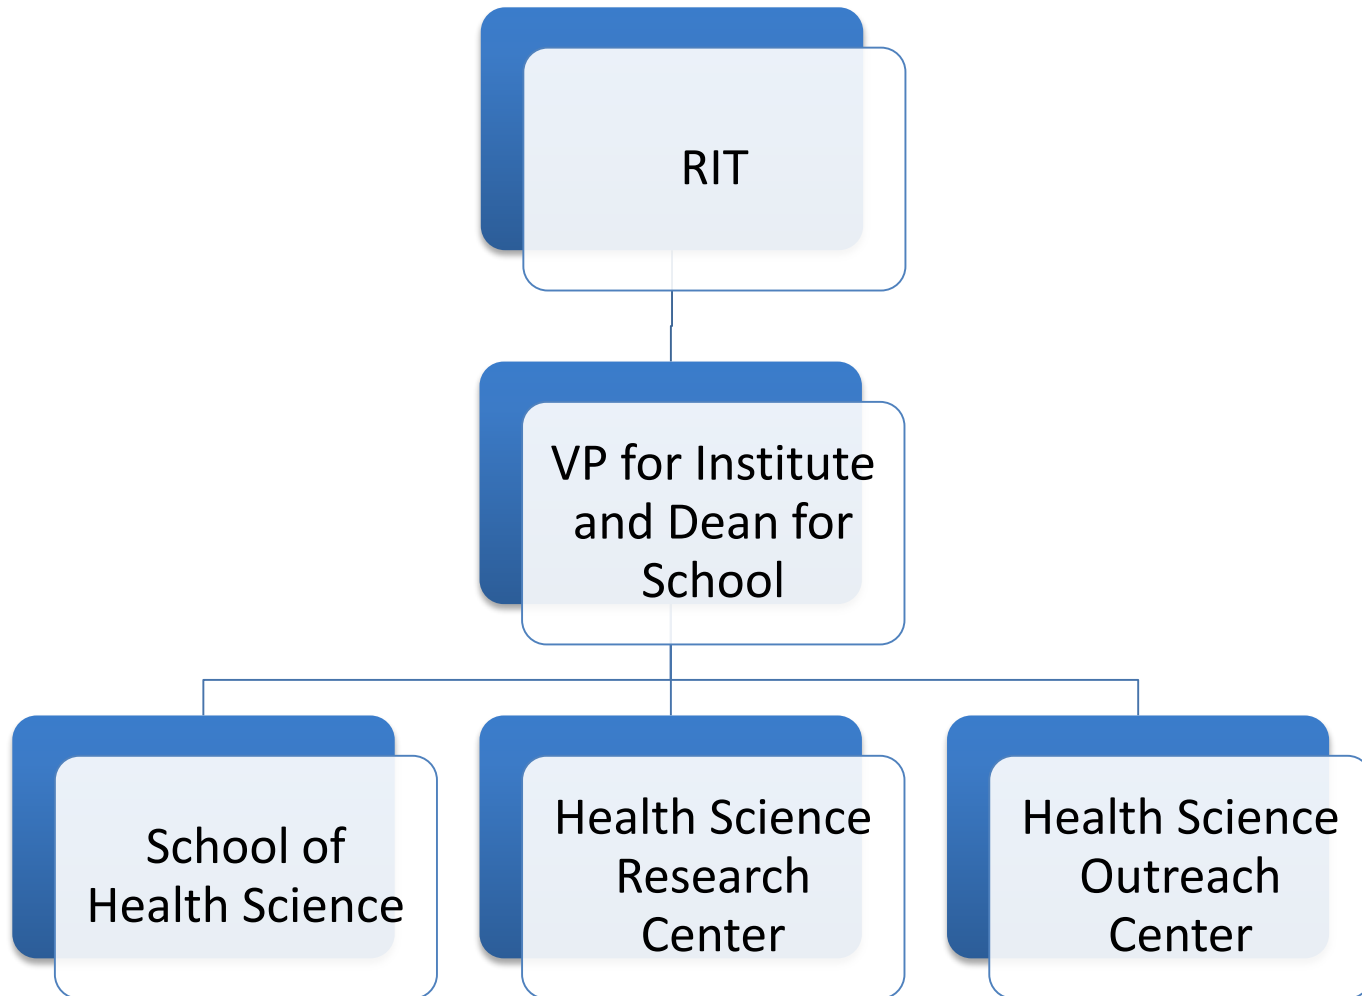 RIT
VP for Institute
and Dean for
School
School of
Health Science
Health Science
Research
Center
Health Science
Outreach
Center